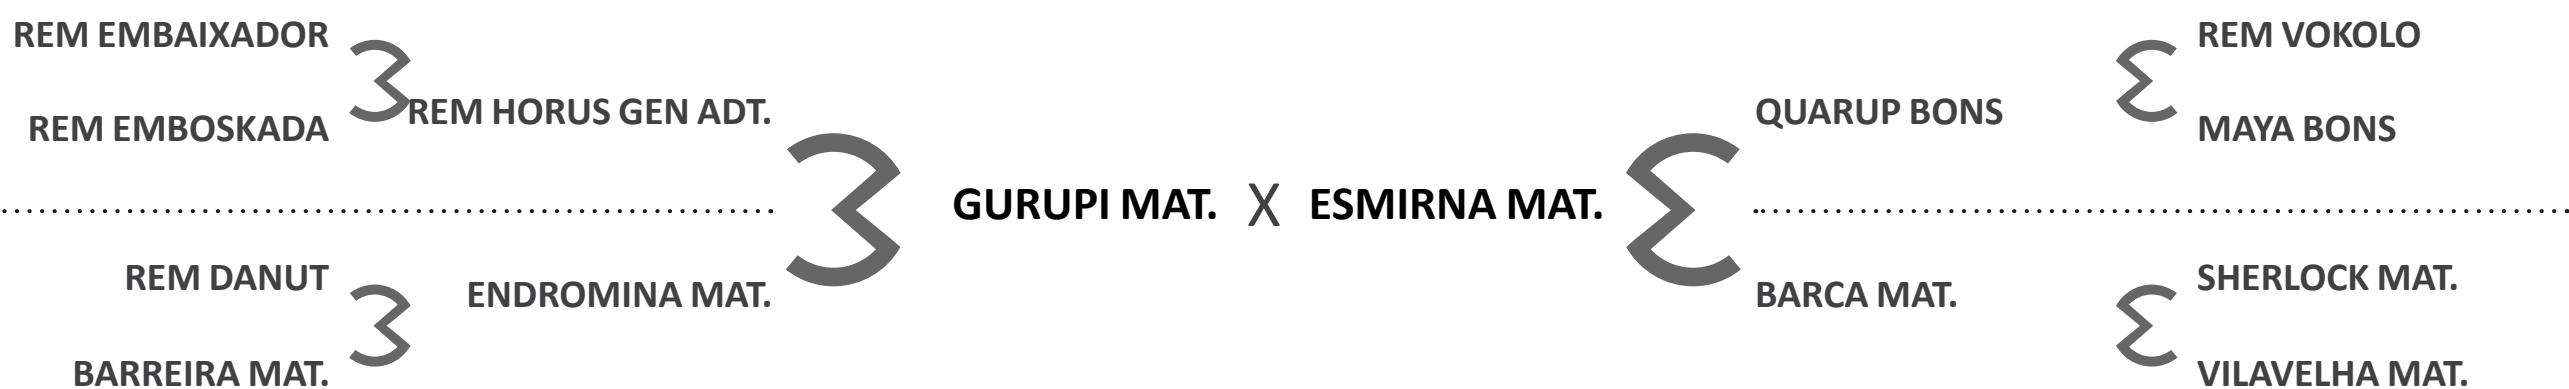 REM EMBAIXADOR
REM EMBOSKADA
REM HORUS GEN ADT.
REM DANUT
BARREIRA MAT.
ENDROMINA MAT.
GURUPI MAT. X ESMIRNA MAT.
QUARUP BONS
REM VOKOLO
MAYA BONS
BARCA MAT.
SHERLOCK MAT.
VILAVELHA MAT.